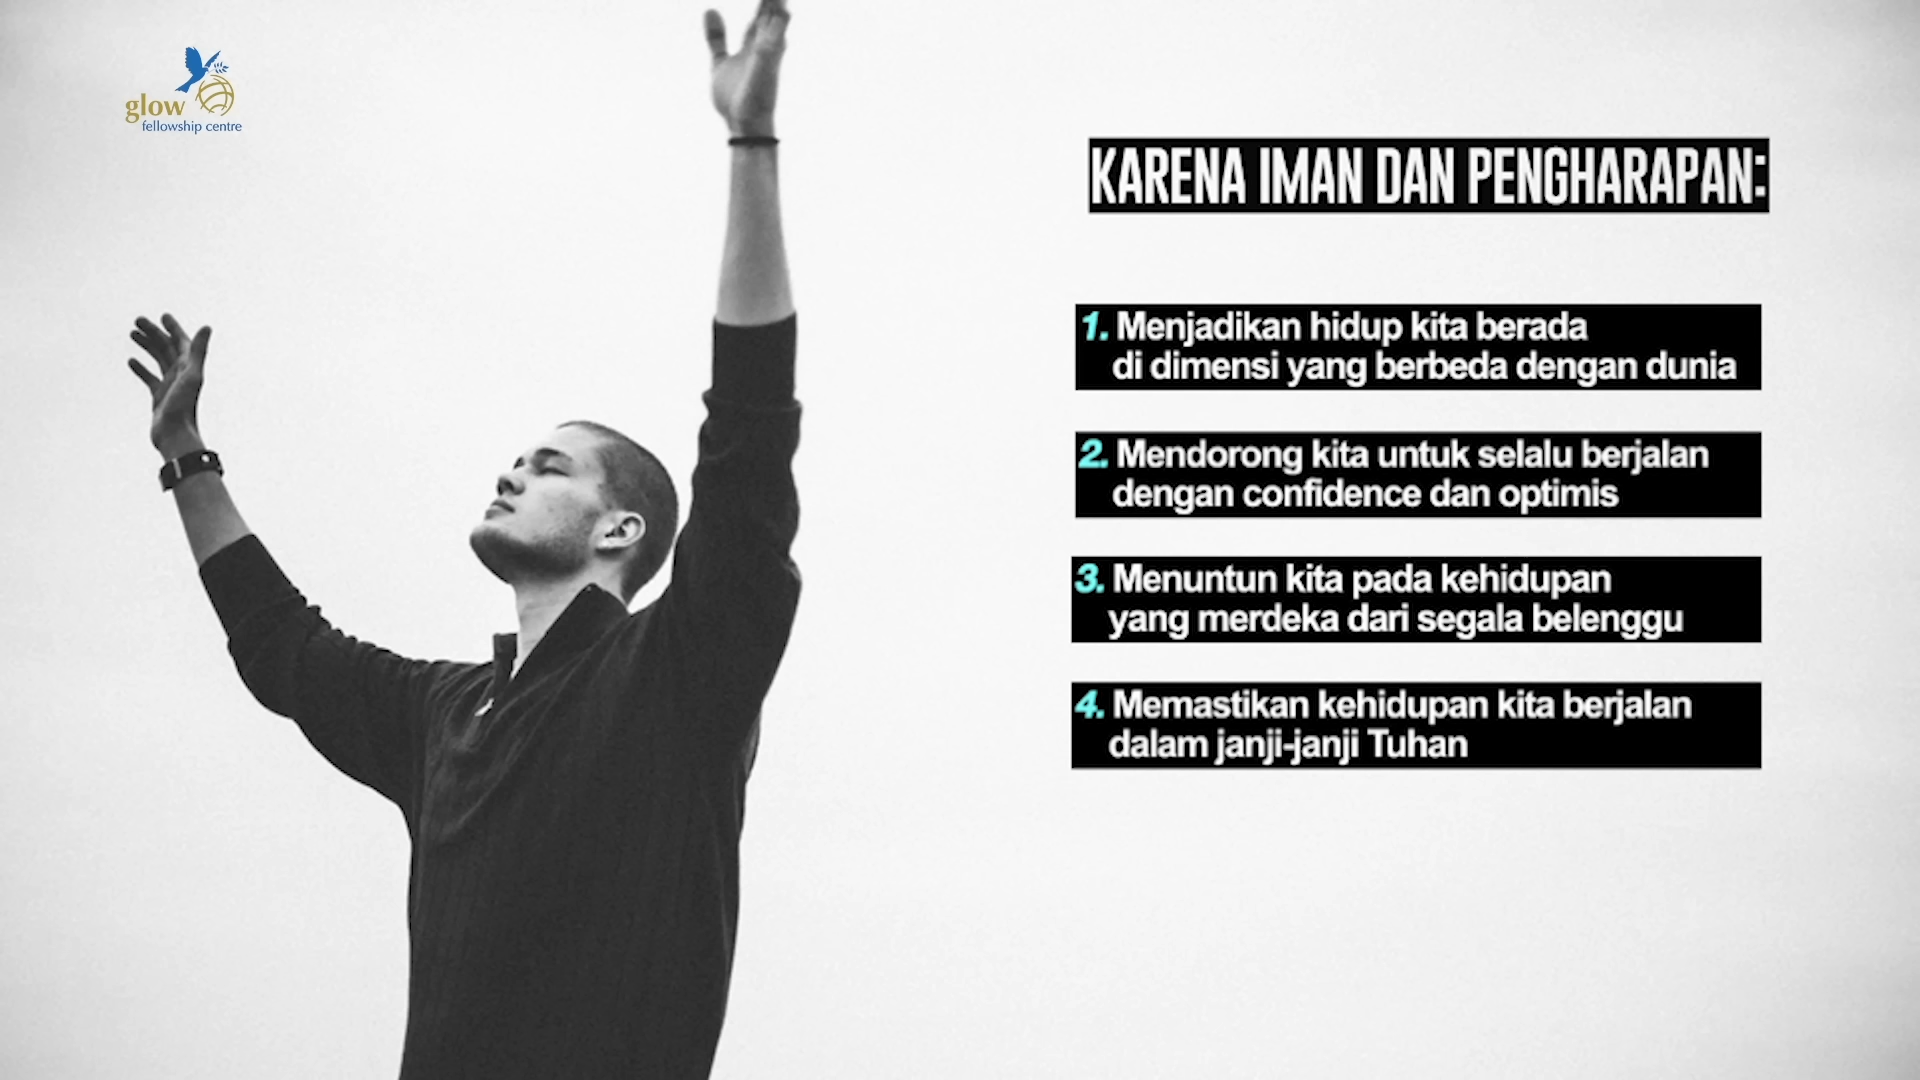 glow
fellowship centre
KARENA IMAN DAN PENGHARAPAN:
1. Menjadikan hidup kita berada
di dimensi yang berbeda dengan dunia
2. Mendorong kita untuk selalu berjalan
dengan confidence dan optimis
3. Menuntun kita pada kehidupan
yang merdeka dari segala belenggu
4. Memastikan kehidupan kita berjalan
dalam janji-janji Tuhan